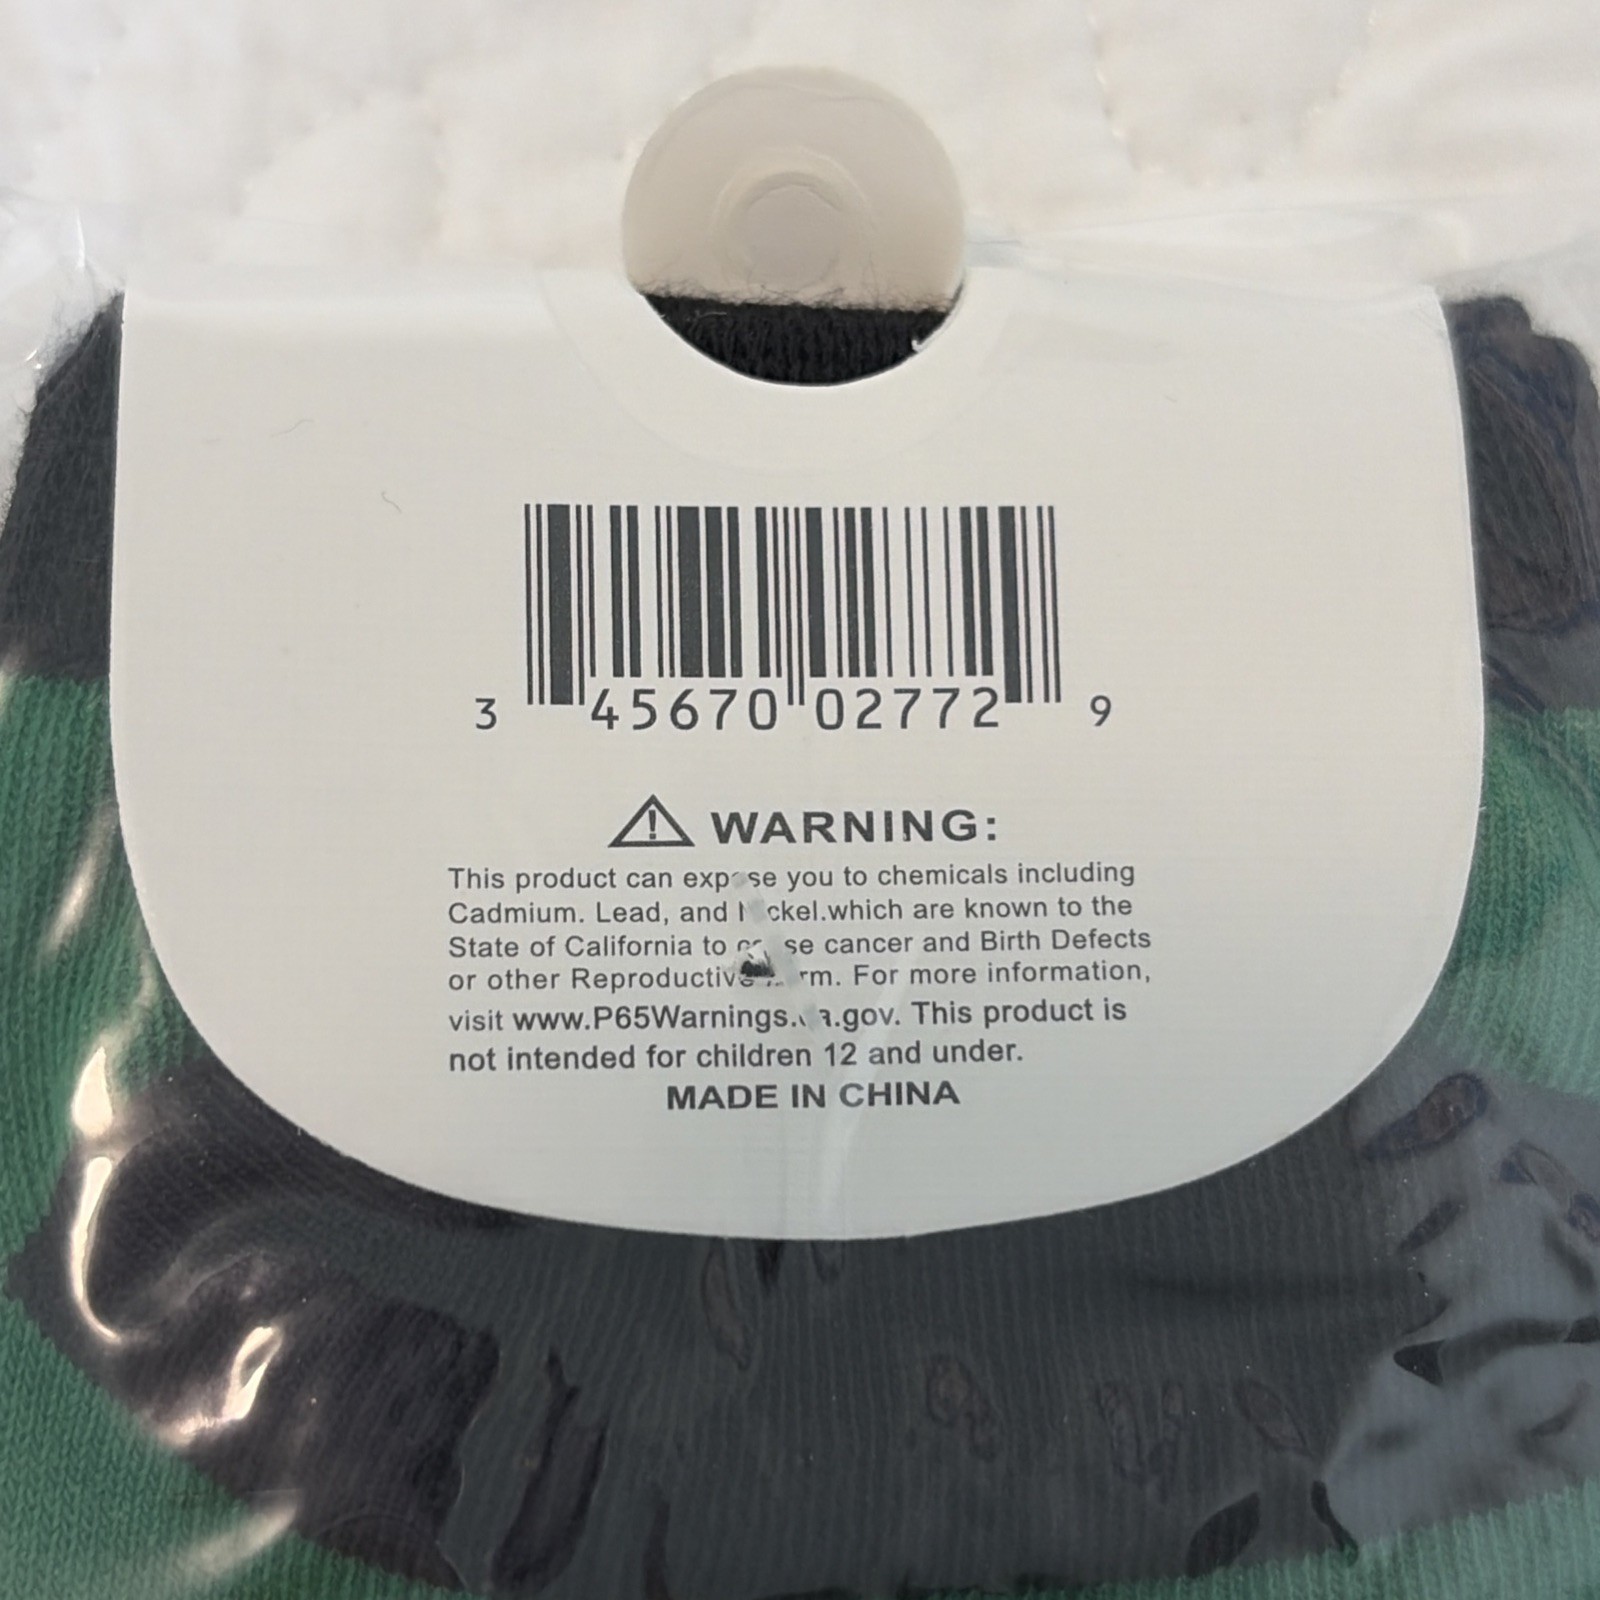 3 45670 02772 9
WARNING:
This product can expose you to chemicals including
Cadmium. Lead, and Nickel.which are known to the
State of California to cause cancer and Birth Defects
or other Reproductive Harm. For more information,
visit www.P65Warnings.ca.gov. This product is
not intended for children 12 and under.
MADE IN CHINA